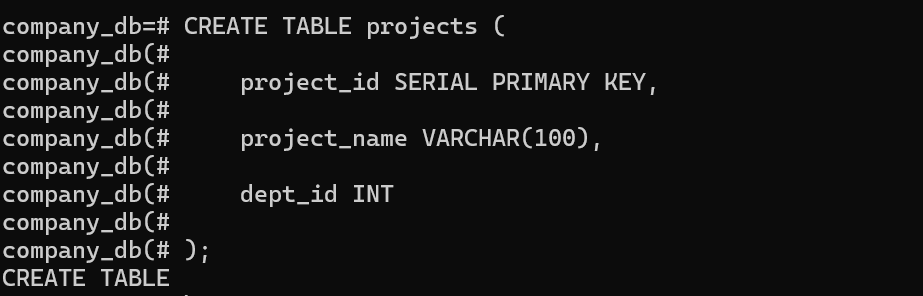 company_db=# CREATE TABLE projects (
company_db(#
company_db(#     project_id SERIAL PRIMARY KEY,
company_db(#
company_db(#     project_name VARCHAR(100),
company_db(#
company_db(#     dept_id INT
company_db(#
company_db(# );
CREATE TABLE